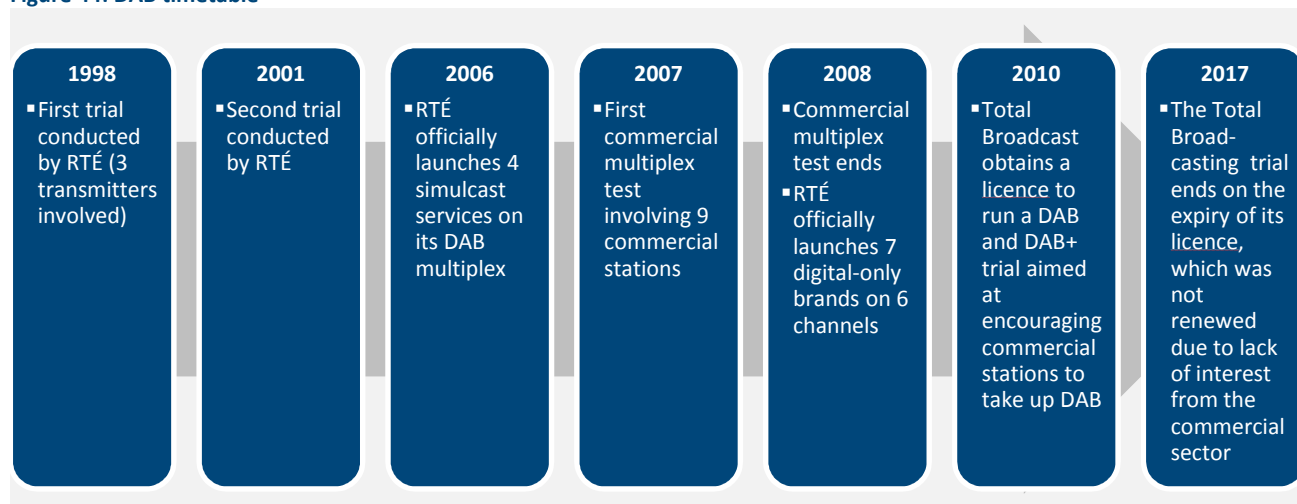 1998
▪First trial
conducted
by RTÉ (3
transmitters
involved)
2001
▪Second trial
conducted
by RTÉ
2006
▪RTÉ
officially
launches 4
simulcast
services on
its DAB
multiplex
2007
▪First
commercial
multiplex
test
involving 9
commercial
stations
2008
▪Commercial
multiplex
test ends
▪RTÉ
officially
launches 7
digital-only
brands on 6
channels
2010
▪Total
Broadcast
obtains a
licence to
run a DAB
and DAB+
trial aimed
at
encouraging
commercial
stations to
take up DAB
2017
▪The Total
Broad-
casting trial
ends on the
expiry of its
licence,
which was
not
renewed
due to lack
of interest
from the
commercial
sector